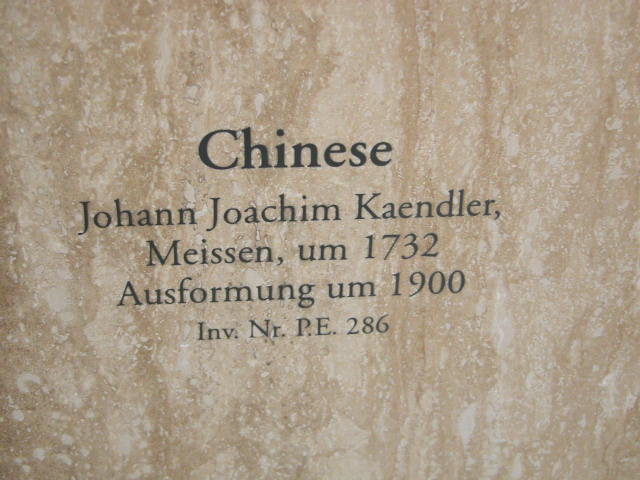 Chinese
Johann Joachim Kaendler,
Meissen, um 1732
Ausformung um 1900
Inv. Nr. P.E. 286